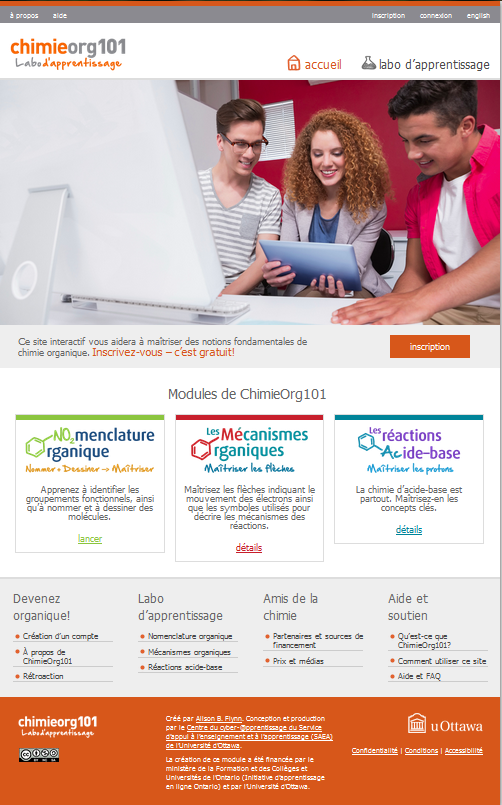 à propos aide inscription connexion english
chimieorg101
Labo d'apprentissage
accueil labo d'apprentissage
Ce site interactif vous aidera à maîtriser des notions fondamentales de
chimie organique. Inscrivez-vous – c'est gratuit!
inscription
Modules de ChimieOrg101
NO2menclature
rganique
Nommer + Dessiner → Maîtriser
Apprenez à identifier les
groupements fonctionnels, ainsi
qu'à nommer et à dessiner des
molécules.
lancer
Les Mécanismes
rganiques
Maîtriser les flèches
Maîtrisez les flèches indiquant le
mouvement des électrons ainsi
que les symboles utilisés pour
décrire les mécanismes des
réactions.
détails
Les réactions
Acide-base
Maîtriser les protons
La chimie d'acide-base est
partout. Maîtrisez-en les
concepts clés.
détails
Devenez
organique!
Création d'un compte
À propos de
ChimieOrg101
Rétroaction
Labo
d'apprentissage
Nomenclature organique
Mécanismes organiques
Réactions acide-base
Amis de la
chimie
Partenaires et sources de
financement
Prix et médias
Aide et
soutien
Qu'est-ce que
ChimieOrg101?
Comment utiliser ce site
Aide et FAQ
chimieorg101
Labo d'apprentissage
cc BY NC SA
Créé par Alison B. Flynn. Conception et production
par le Centre du cyber-@pprentissage du Service
d'appui à l'enseignement et à l'apprentissage (SAEA)
de l'Université d'Ottawa.
La création de ce module a été financée par le
ministère de la Formation et des Collèges et
Universités de l'Ontario (Initiative d'apprentissage
en ligne Ontario) et par l'Université d'Ottawa.
uOttawa
Confidentialité | Conditions | Accessibilité